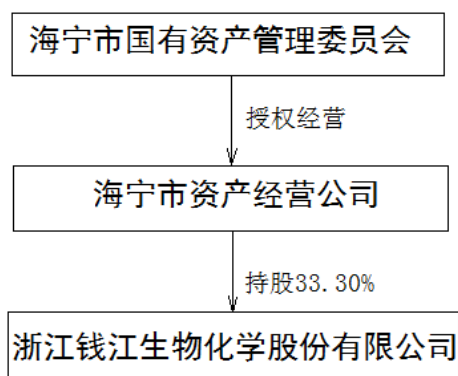 海宁市国有资产管理委员会
授权经营
海宁市资产经营公司
持股33.30%
浙江钱江生物化学股份有限公司